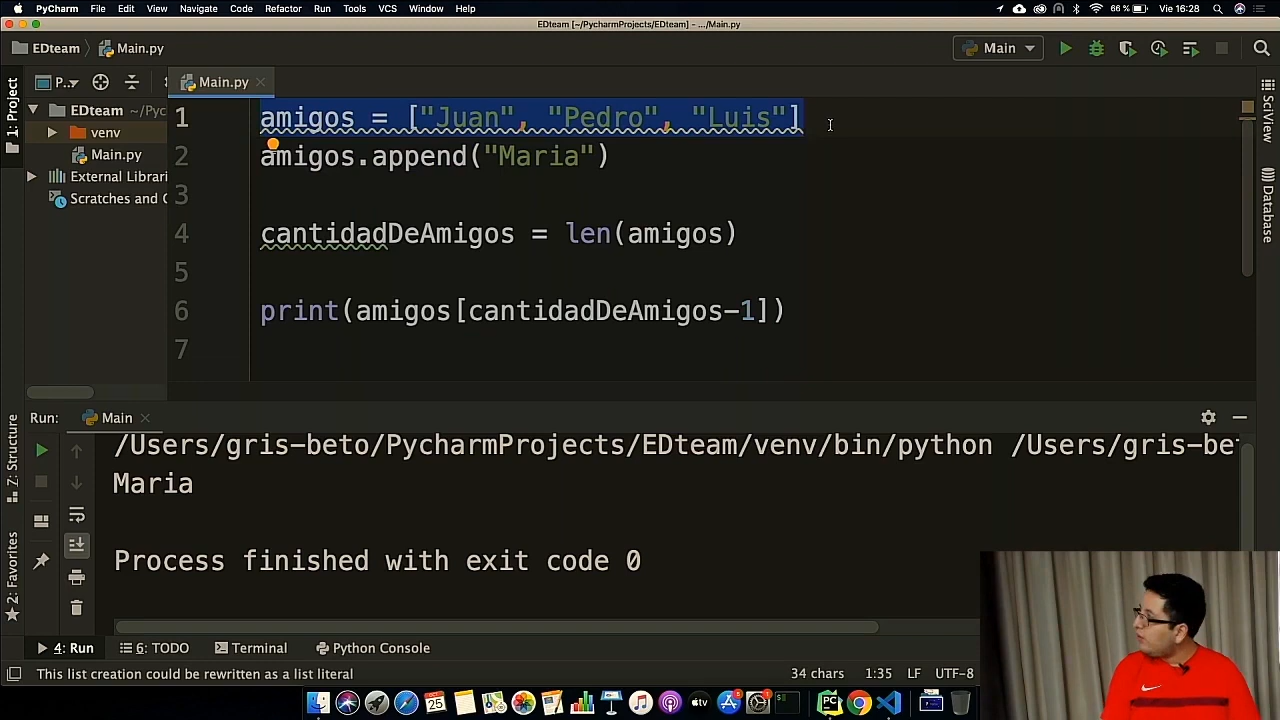 PyCharm File Edit View Navigate Code Refactor Run Tools VCS Window Help 66 % Vie 16:28
EDteam [~/PycharmProjects/EDteam] - .../Main.py
EDteam Main.py Main
1: Project P.. Main.py
EDteam ~/Pyc
venv
Main.py
External Librari
Scratches and C
1 amigos = ["Juan", "Pedro", "Luis"]
2 amigos.append("Maria")
3
4 cantidadDeAmigos = len(amigos)
5
6 print(amigos[cantidadDeAmigos-1])
7
SciView
Database
Run: Main
/Users/gris-beto/PycharmProjects/EDteam/venv/bin/python /Users/gris-be
Maria
Process finished with exit code 0
Z: Structure
2: Favorites
4: Run 6: TODO Terminal Python Console
This list creation could be rewritten as a list literal 34 chars 1:35 LF UTF-8
25 tv PC